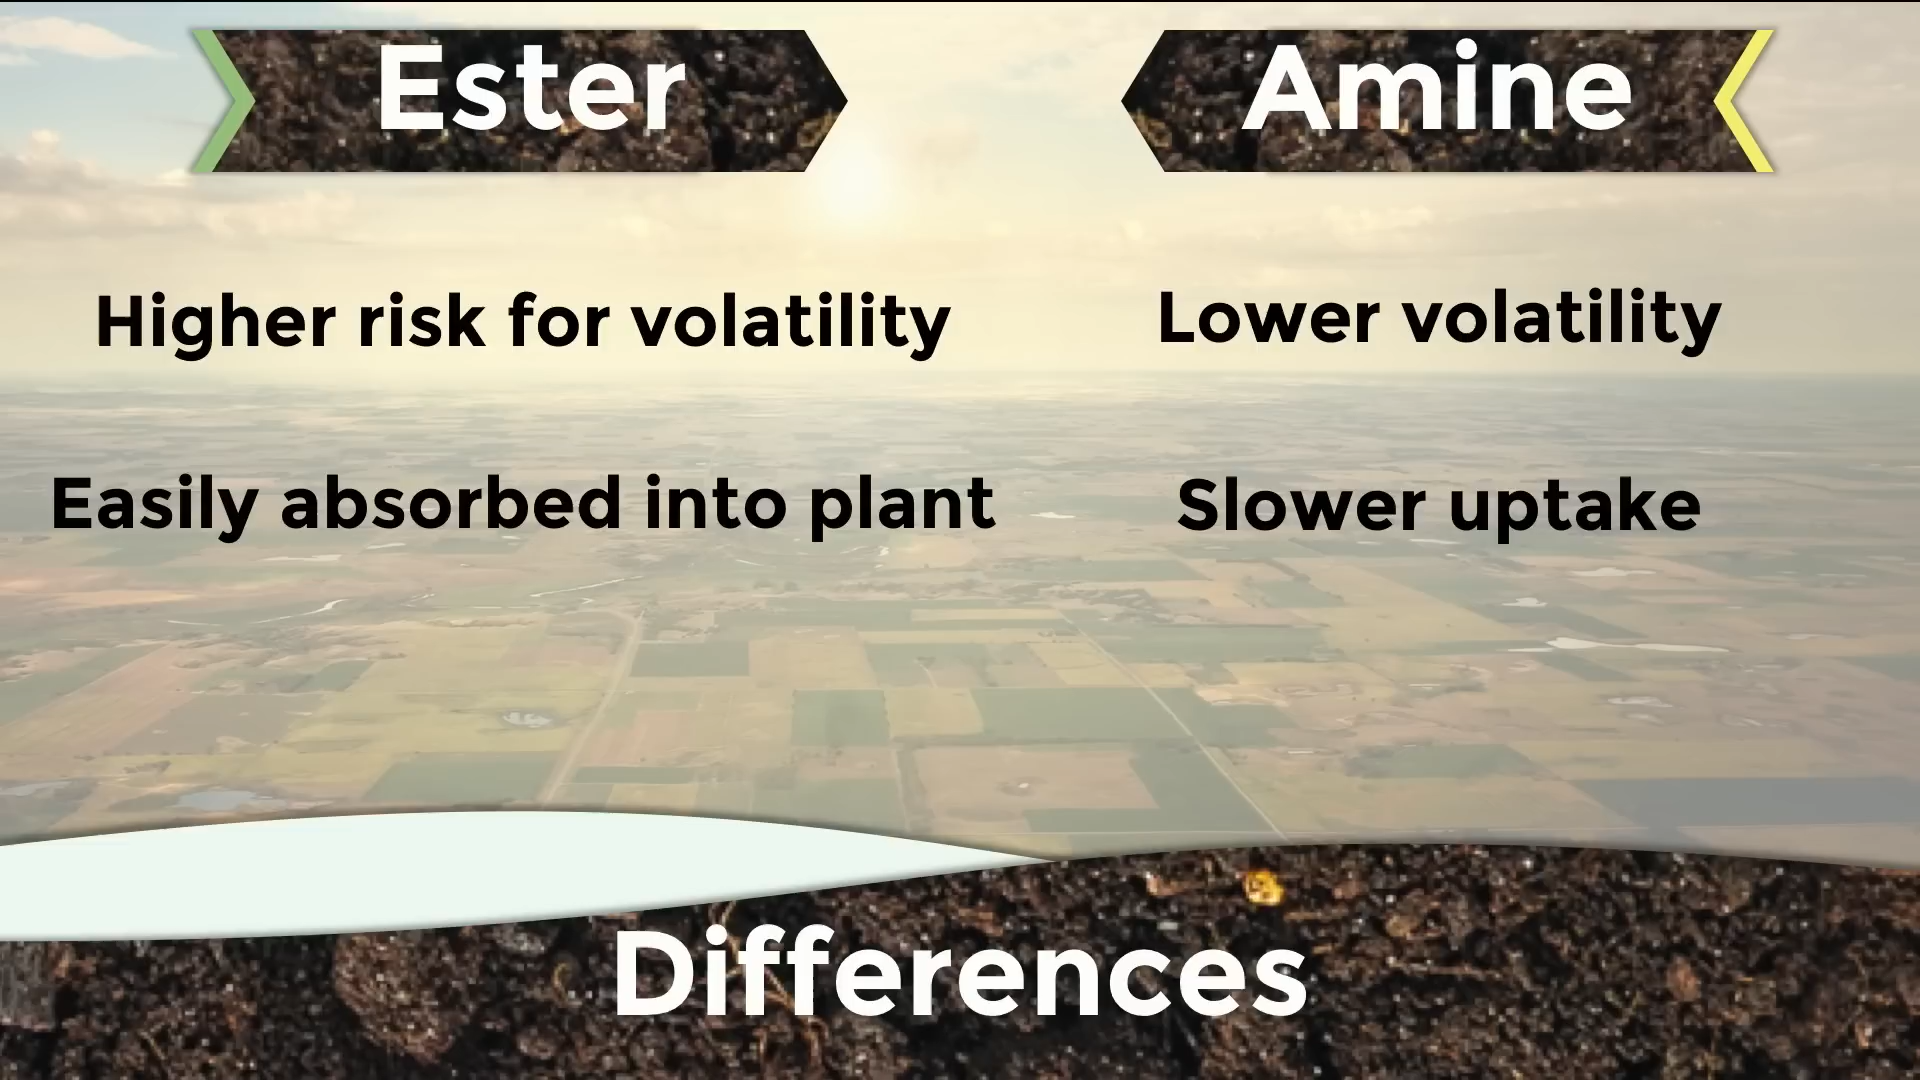 Ester
Amine
Higher risk for volatility
Lower volatility
Easily absorbed into plant
Slower uptake
Differences